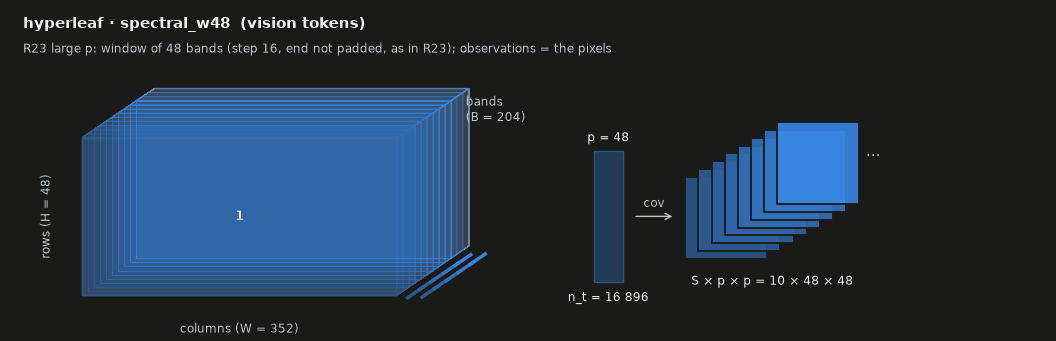 hyperleaf · spectral_w48 (vision tokens)
R23 large p: window of 48 bands (step 16, end not padded, as in R23); observations = the pixels
bands
(B = 204)
rows (H = 48)
1
columns (W = 352)
p = 48
n_t = 16 896
cov
...
S × p × p = 10 × 48 × 48